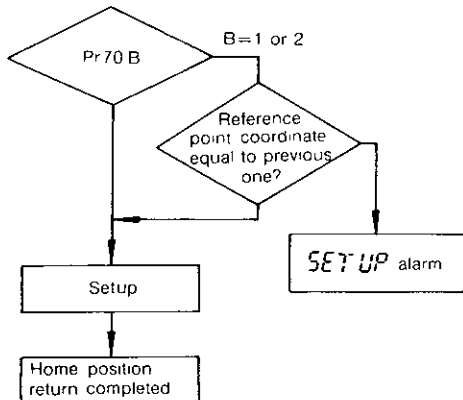 B=1 or 2
Pr70 B
Reference
point coordinate
equal to previous
one?
SET UP alarm
Setup
Home position
return completed